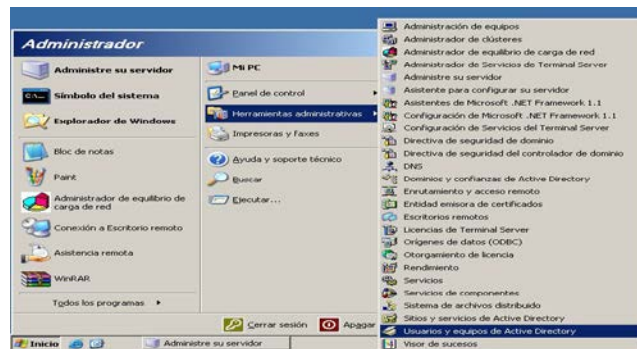 Administrador
Administre su servidor
Símbolo del sistema
Explorador de Windows
Bloc de notas
Paint
Administrador de equilibrio de
carga de red
Conexión a Escritorio remoto
Asistencia remota
WinRAR
Todos los programas
Mi PC
Panel de control
Herramientas administrativas
Impresoras y faxes
Ayuda y soporte técnico
Buscar
Ejecutar...
Cerrar sesión
Apagar
Inicio
Administre su servidor
Administración de equipos
Administrador de clústeres
Administrador de equilibrio de carga de red
Administrador de Servicios de Terminal Server
Administre su servidor
Asistente para configurar su servidor
Asistentes de Microsoft .NET Framework 1.1
Configuración de Microsoft .NET Framework 1.1
Configuración de Servicios del Terminal Server
Directiva de seguridad de dominio
Directiva de seguridad del controlador de dominio
DNS
Dominios y confianzas de Active Directory
Enrutamiento y acceso remoto
Entidad emisora de certificados
Escritorios remotos
Licencias de Terminal Server
Orígenes de datos (ODBC)
Otorgamiento de licencia
Rendimiento
Servicios
Servicios de componentes
Sistema de archivos distribuido
Sitios y servicios de Active Directory
Usuarios y equipos de Active Directory
Visor de sucesos